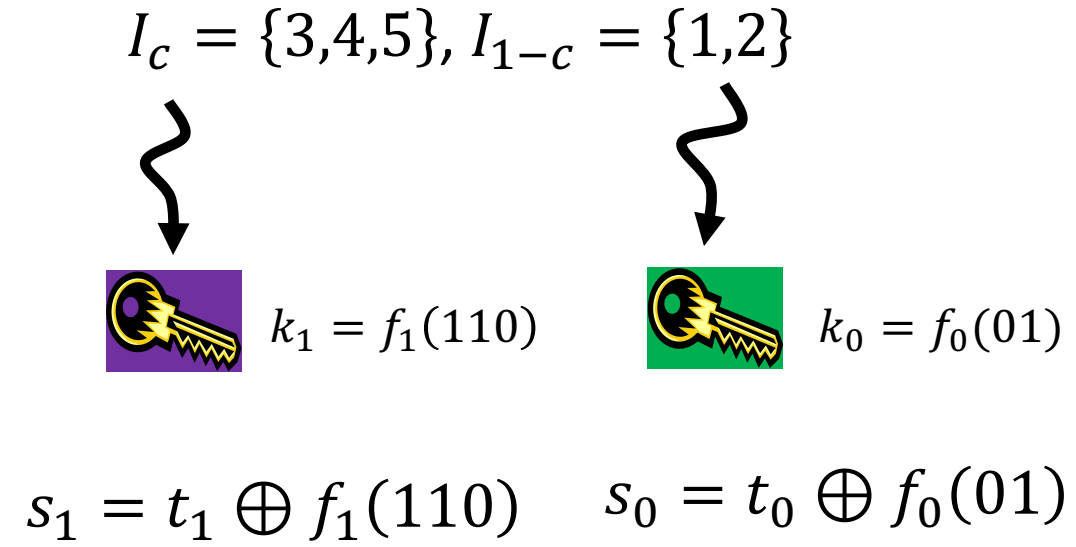 I_c = {3,4,5}, I_{1−c} = {1,2}
k_1 = f_1(110)
k_0 = f_0(01)
s_1 = t_1 ⊕ f_1(110)
s_0 = t_0 ⊕ f_0(01)